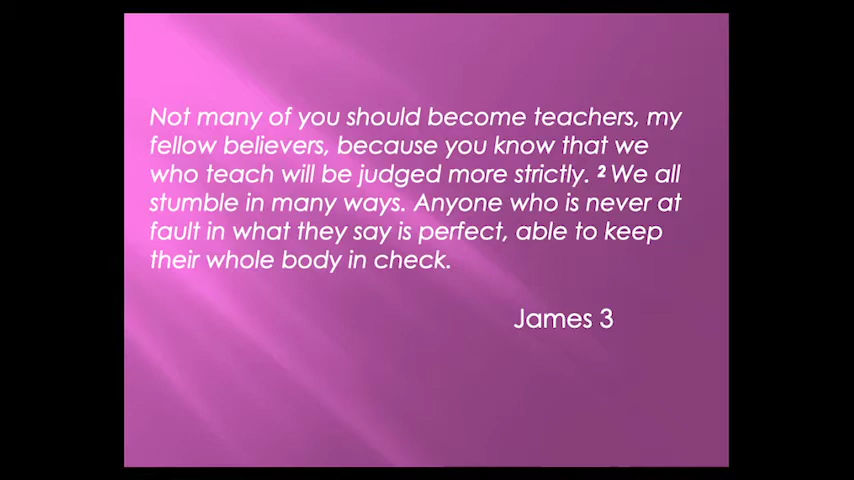 Not many of you should become teachers, my
fellow believers, because you know that we
who teach will be judged more strictly. ² We all
stumble in many ways. Anyone who is never at
fault in what they say is perfect, able to keep
their whole body in check.
James 3